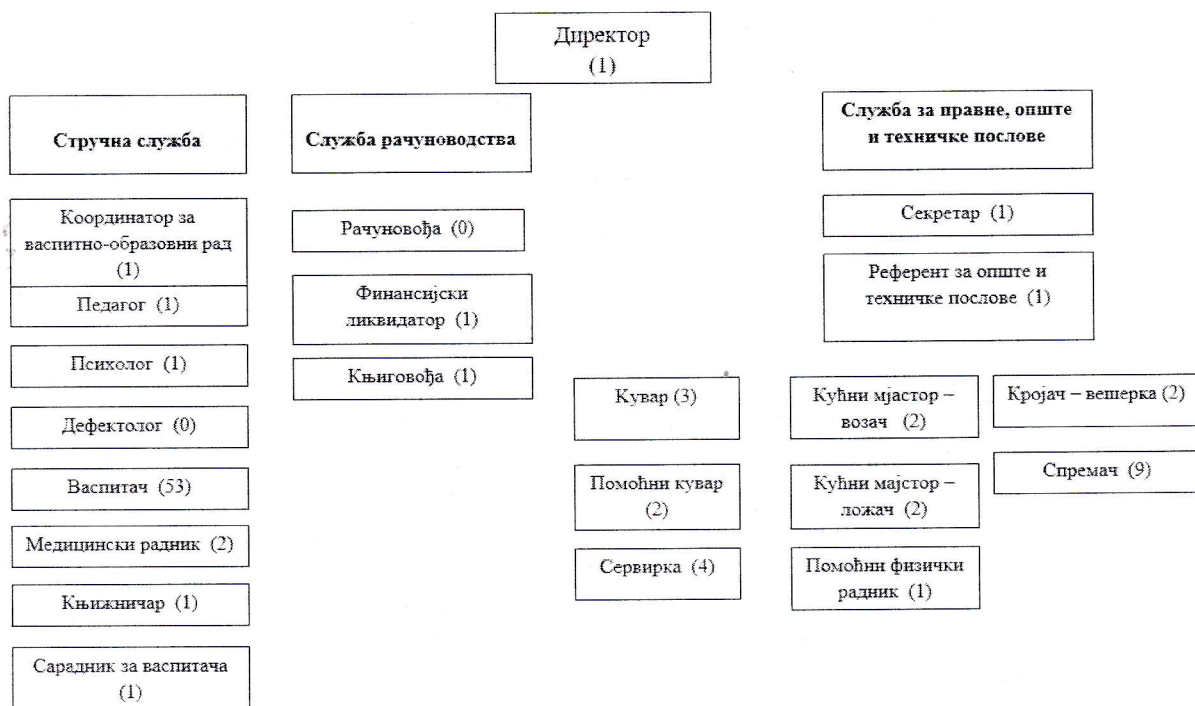 Директор
(1)
Стручна служба
Служба рачуноводства
Служба за правне, опште
и техничке послове
Координатор за
васпитно-образовни рад
(1)
Педагог (1)
Психолог (1)
Дефектолог (0)
Васпитач (53)
Медицински радник (2)
Књижничар (1)
Сарадник за васпитача
(1)
Рачуновођа (0)
Финансијски
ликвидатор (1)
Књиговођа (1)
Секретар (1)
Референт за опште и
техничке послове (1)
Кувар (3)
Помоћни кувар
(2)
Сервирка (4)
Кућни мјастор –
возач (2)
Кућни мајстор –
ложач (2)
Помоћни физички
радник (1)
Кројач – вешерка (2)
Спремач (9)